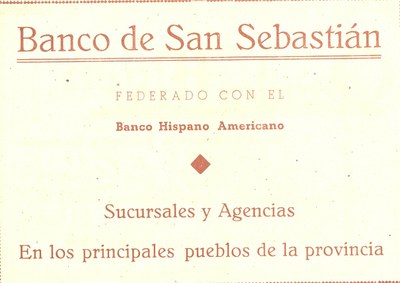 Banco de San Sebastián
FEDERADO CON EL
Banco Hispano Americano
Sucursales y Agencias
En los principales pueblos de la provincia